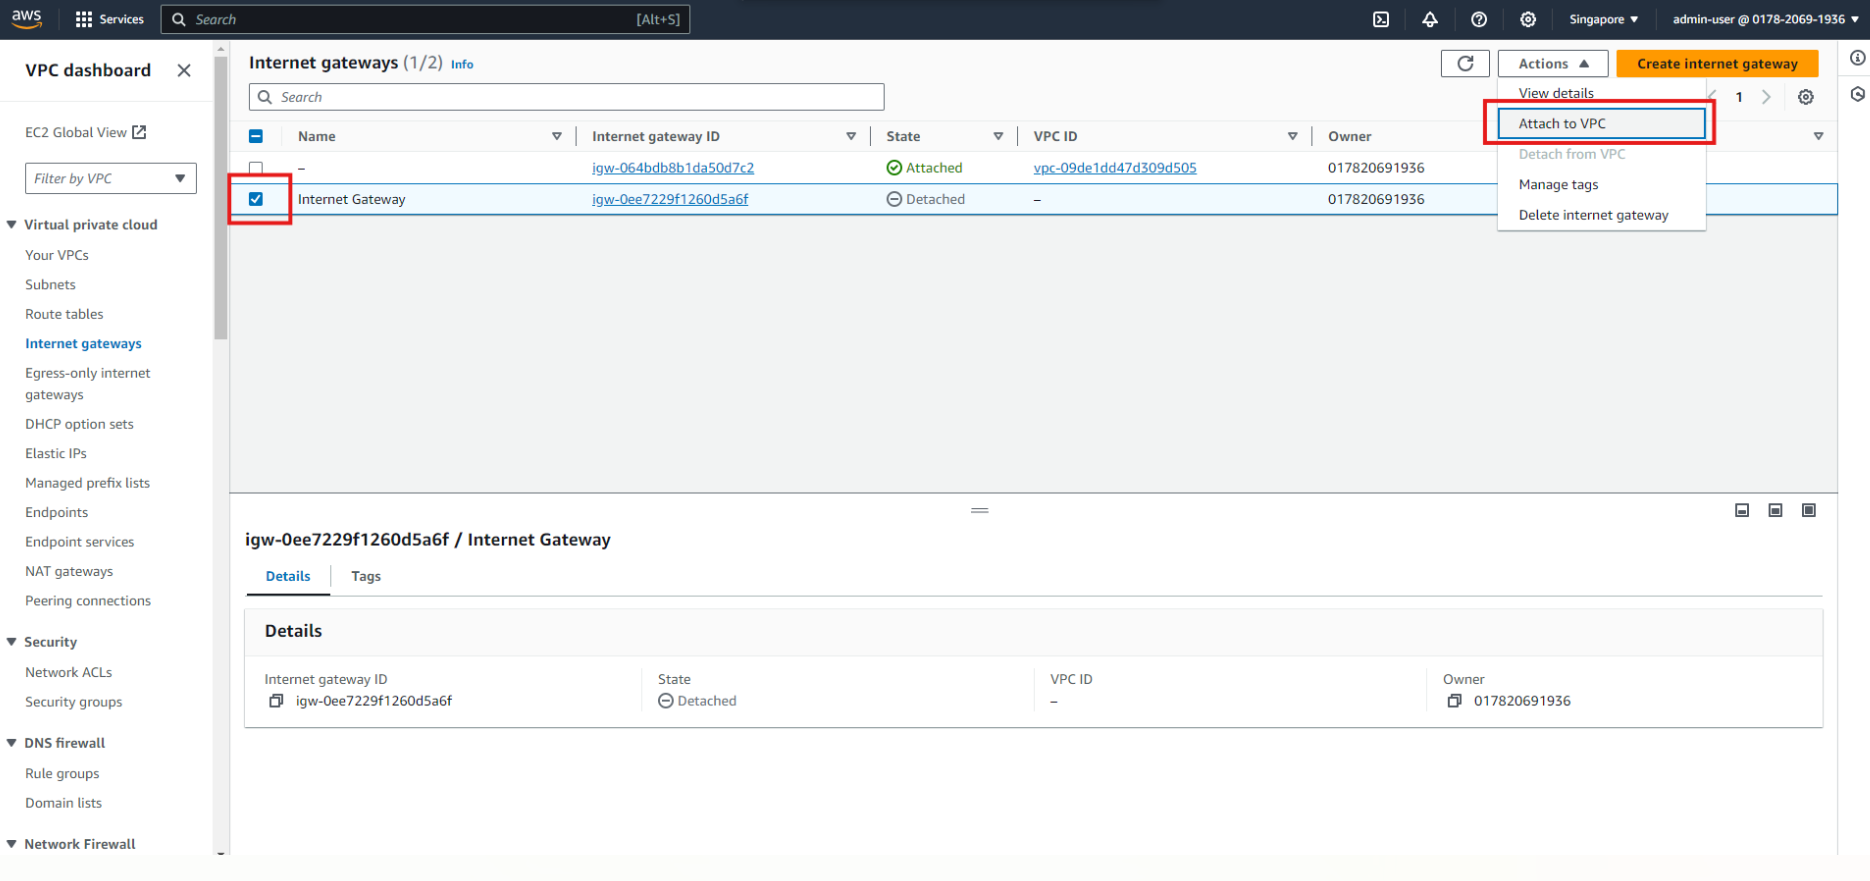 aws
Services
Search
[Alt+S]
Singapore
admin-user @ 0178-2069-1936
VPC dashboard
EC2 Global View
Filter by VPC
Virtual private cloud
Your VPCs
Subnets
Route tables
Internet gateways
Egress-only internet
gateways
DHCP option sets
Elastic IPs
Managed prefix lists
Endpoints
Endpoint services
NAT gateways
Peering connections
Security
Network ACLs
Security groups
DNS firewall
Rule groups
Domain lists
Network Firewall
Internet gateways (1/2) Info
Actions
Create internet gateway
Search
1
View details
Attach to VPC
Detach from VPC
Manage tags
Delete internet gateway
Name Internet gateway ID State VPC ID Owner
– igw-064bdb8b1da50d7c2 Attached vpc-09de1dd47d309d505 017820691936
Internet Gateway igw-0ee7229f1260d5a6f Detached – 017820691936
igw-0ee7229f1260d5a6f / Internet Gateway
Details Tags
Details
Internet gateway ID State VPC ID Owner
igw-0ee7229f1260d5a6f Detached – 017820691936